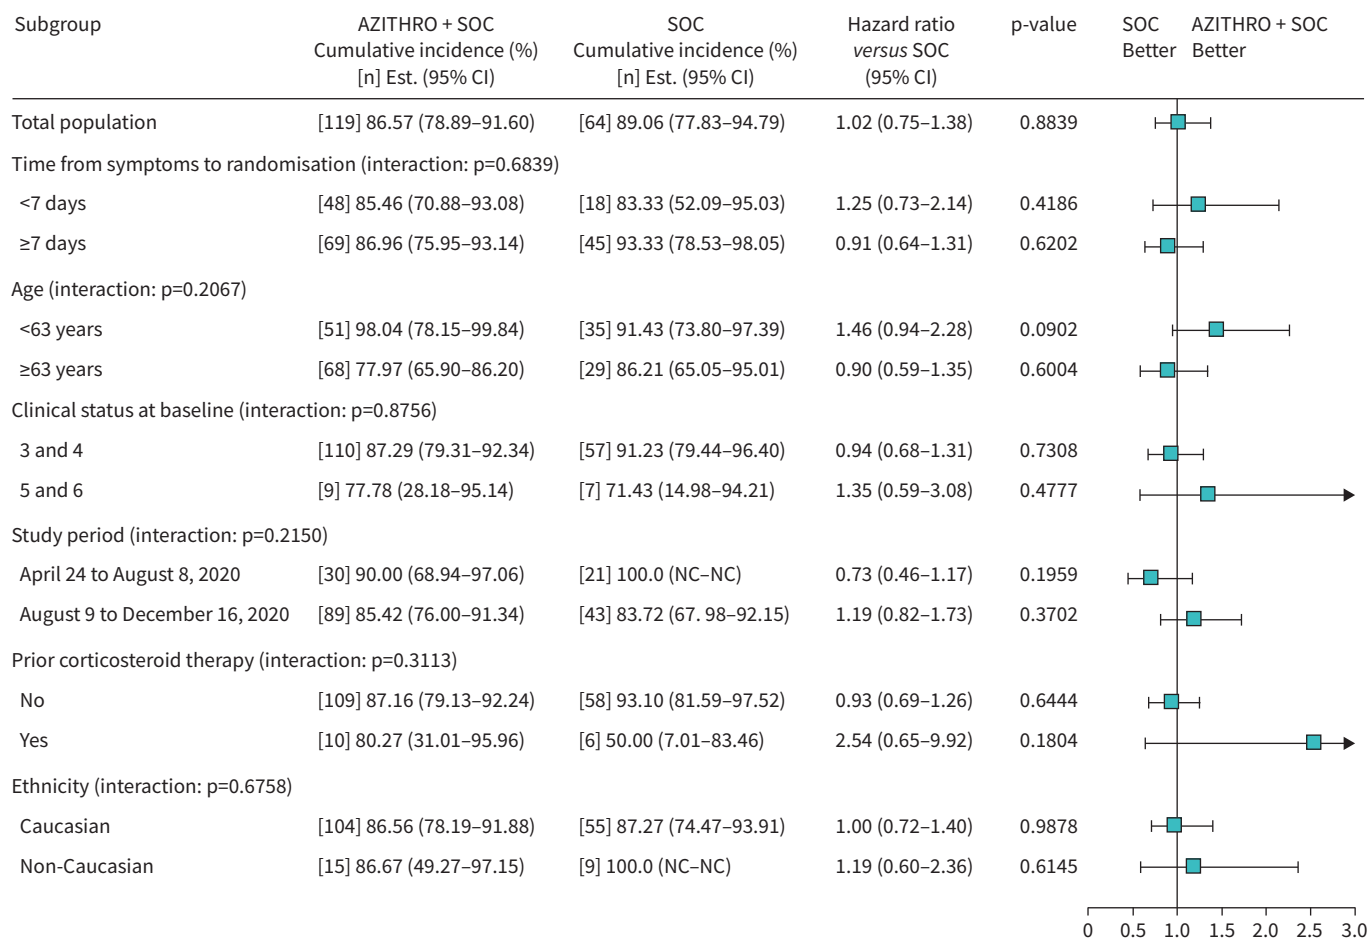 Subgroup AZITHRO + SOC SOC Hazard ratio p-value SOC AZITHRO + SOC
Cumulative incidence (%) Cumulative incidence (%) versus SOC Better Better
[n] Est. (95% CI) [n] Est. (95% CI) (95% CI)
Total population [119] 86.57 (78.89–91.60) [64] 89.06 (77.83–94.79) 1.02 (0.75–1.38) 0.8839
Time from symptoms to randomisation (interaction: p=0.6839)
<7 days [48] 85.46 (70.88–93.08) [18] 83.33 (52.09–95.03) 1.25 (0.73–2.14) 0.4186
≥7 days [69] 86.96 (75.95–93.14) [45] 93.33 (78.53–98.05) 0.91 (0.64–1.31) 0.6202
Age (interaction: p=0.2067)
<63 years [51] 98.04 (78.15–99.84) [35] 91.43 (73.80–97.39) 1.46 (0.94–2.28) 0.0902
≥63 years [68] 77.97 (65.90–86.20) [29] 86.21 (65.05–95.01) 0.90 (0.59–1.35) 0.6004
Clinical status at baseline (interaction: p=0.8756)
3 and 4 [110] 87.29 (79.31–92.34) [57] 91.23 (79.44–96.40) 0.94 (0.68–1.31) 0.7308
5 and 6 [9] 77.78 (28.18–95.14) [7] 71.43 (14.98–94.21) 1.35 (0.59–3.08) 0.4777
Study period (interaction: p=0.2150)
April 24 to August 8, 2020 [30] 90.00 (68.94–97.06) [21] 100.0 (NC–NC) 0.73 (0.46–1.17) 0.1959
August 9 to December 16, 2020 [89] 85.42 (76.00–91.34) [43] 83.72 (67. 98–92.15) 1.19 (0.82–1.73) 0.3702
Prior corticosteroid therapy (interaction: p=0.3113)
No [109] 87.16 (79.13–92.24) [58] 93.10 (81.59–97.52) 0.93 (0.69–1.26) 0.6444
Yes [10] 80.27 (31.01–95.96) [6] 50.00 (7.01–83.46) 2.54 (0.65–9.92) 0.1804
Ethnicity (interaction: p=0.6758)
Caucasian [104] 86.56 (78.19–91.88) [55] 87.27 (74.47–93.91) 1.00 (0.72–1.40) 0.9878
Non-Caucasian [15] 86.67 (49.27–97.15) [9] 100.0 (NC–NC) 1.19 (0.60–2.36) 0.6145
0 0.5 1.0 1.5 2.0 2.5 3.0